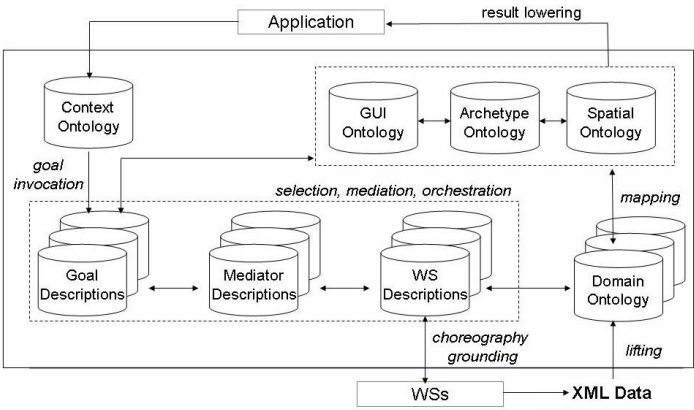 Application
result lowering
Context
Ontology
GUI
Ontology
Archetype
Ontology
Spatial
Ontology
goal
invocation
selection, mediation, orchestration
mapping
Goal
Descriptions
Mediator
Descriptions
WS
Descriptions
Domain
Ontology
choreography
grounding
lifting
WSs
XML Data